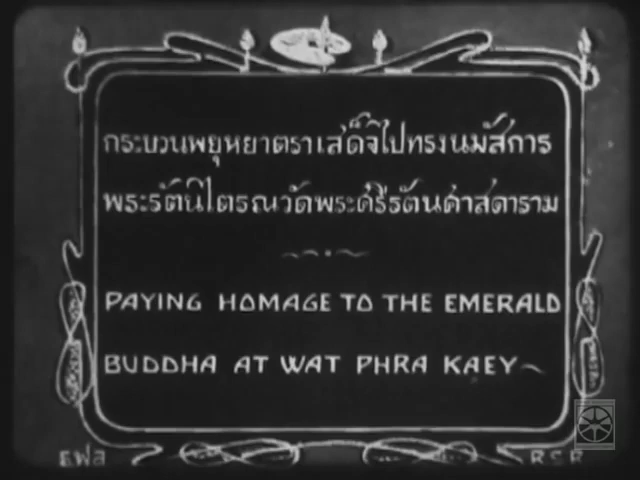 กระบวนพยุหยาตราเสด็จไปทรงนมัสการ
พระรัตนไตรณวัดพระศรีรัตนศาสดาราม
PAYING HOMAGE TO THE EMERALD
BUDDHA AT WAT PHRA KAEY
รฟล
R.S.R